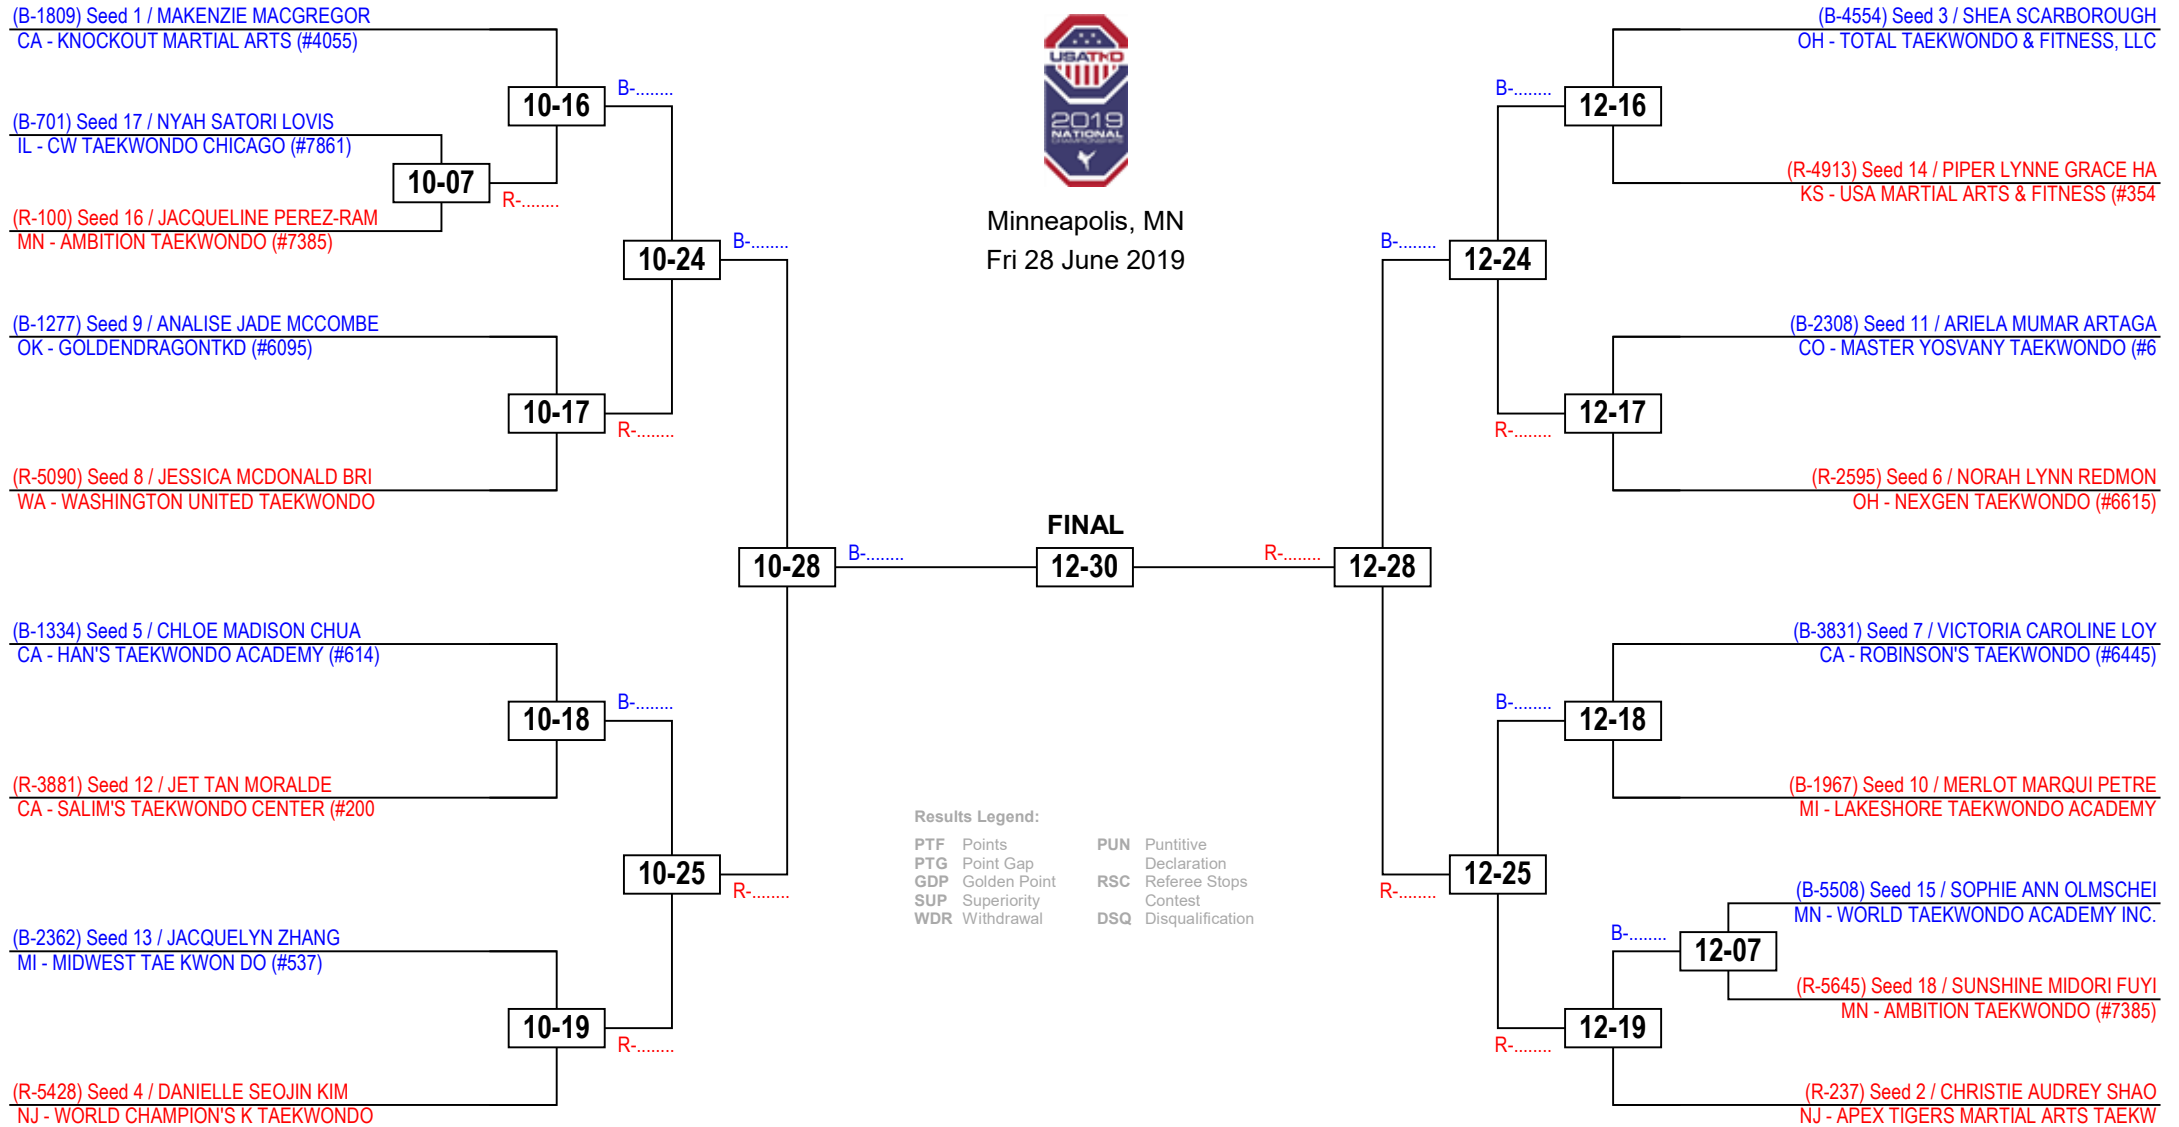 (B-1809) Seed 1 / MAKENZIE MACGREGOR
CA - KNOCKOUT MARTIAL ARTS (#4055)
(B-701) Seed 17 / NYAH SATORI LOVIS
IL - CW TAEKWONDO CHICAGO (#7861)
(R-100) Seed 16 / JACQUELINE PEREZ-RAM
MN - AMBITION TAEKWONDO (#7385)
(B-1277) Seed 9 / ANALISE JADE MCCOMBE
OK - GOLDENDRAGONTKD (#6095)
(R-5090) Seed 8 / JESSICA MCDONALD BRI
WA - WASHINGTON UNITED TAEKWONDO
(B-1334) Seed 5 / CHLOE MADISON CHUA
CA - HAN'S TAEKWONDO ACADEMY (#614)
(R-3881) Seed 12 / JET TAN MORALDE
CA - SALIM'S TAEKWONDO CENTER (#200
(B-2362) Seed 13 / JACQUELYN ZHANG
MI - MIDWEST TAE KWON DO (#537)
(R-5428) Seed 4 / DANIELLE SEOJIN KIM
NJ - WORLD CHAMPION'S K TAEKWONDO
10-07
R-........
10-16
B-........
10-17
R-........
10-18
B-........
10-19
R-........
10-24
B-........
10-25
R-........
10-28
B-........
USATKD
2019
NATIONAL
CHAMPIONSHIPS
Minneapolis, MN
Fri 28 June 2019
FINAL
12-30
Results Legend:
PTF Points
PTG Point Gap
GDP Golden Point
SUP Superiority
WDR Withdrawal
PUN Puntitive
Declaration
RSC Referee Stops
Contest
DSQ Disqualification
R-........
12-28
B-........
12-24
R-........
12-25
B-........
12-16
R-........
12-17
B-........
12-18
R-........
12-19
B-........
12-07
(B-4554) Seed 3 / SHEA SCARBOROUGH
OH - TOTAL TAEKWONDO & FITNESS, LLC
(R-4913) Seed 14 / PIPER LYNNE GRACE HA
KS - USA MARTIAL ARTS & FITNESS (#354
(B-2308) Seed 11 / ARIELA MUMAR ARTAGA
CO - MASTER YOSVANY TAEKWONDO (#6
(R-2595) Seed 6 / NORAH LYNN REDMON
OH - NEXGEN TAEKWONDO (#6615)
(B-3831) Seed 7 / VICTORIA CAROLINE LOY
CA - ROBINSON'S TAEKWONDO (#6445)
(B-1967) Seed 10 / MERLOT MARQUI PETRE
MI - LAKESHORE TAEKWONDO ACADEMY
(B-5508) Seed 15 / SOPHIE ANN OLMSCHEI
MN - WORLD TAEKWONDO ACADEMY INC.
(R-5645) Seed 18 / SUNSHINE MIDORI FUYI
MN - AMBITION TAEKWONDO (#7385)
(R-237) Seed 2 / CHRISTIE AUDREY SHAO
NJ - APEX TIGERS MARTIAL ARTS TAEKW